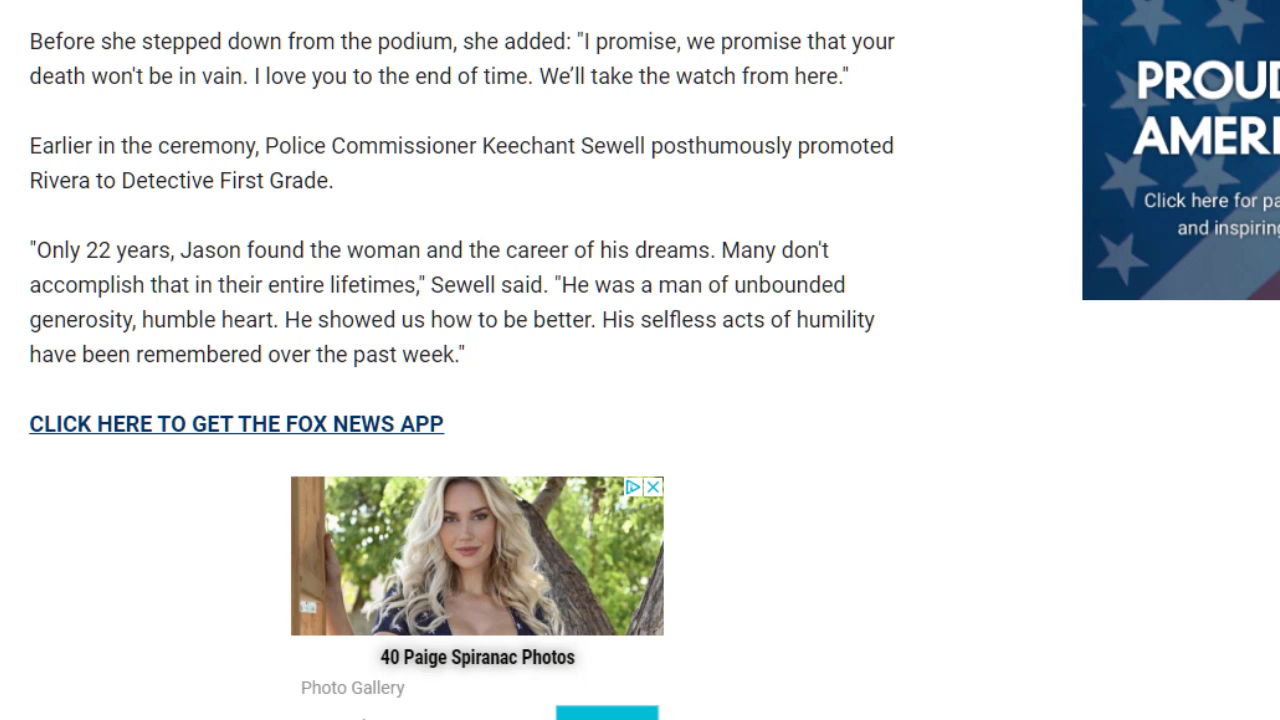 Before she stepped down from the podium, she added: "I promise, we promise that your
death won't be in vain. I love you to the end of time. We’ll take the watch from here."
Earlier in the ceremony, Police Commissioner Keechant Sewell posthumously promoted
Rivera to Detective First Grade.
"Only 22 years, Jason found the woman and the career of his dreams. Many don't
accomplish that in their entire lifetimes," Sewell said. "He was a man of unbounded
generosity, humble heart. He showed us how to be better. His selfless acts of humility
have been remembered over the past week."
CLICK HERE TO GET THE FOX NEWS APP
40 Paige Spiranac Photos
Photo Gallery
Click here for
and